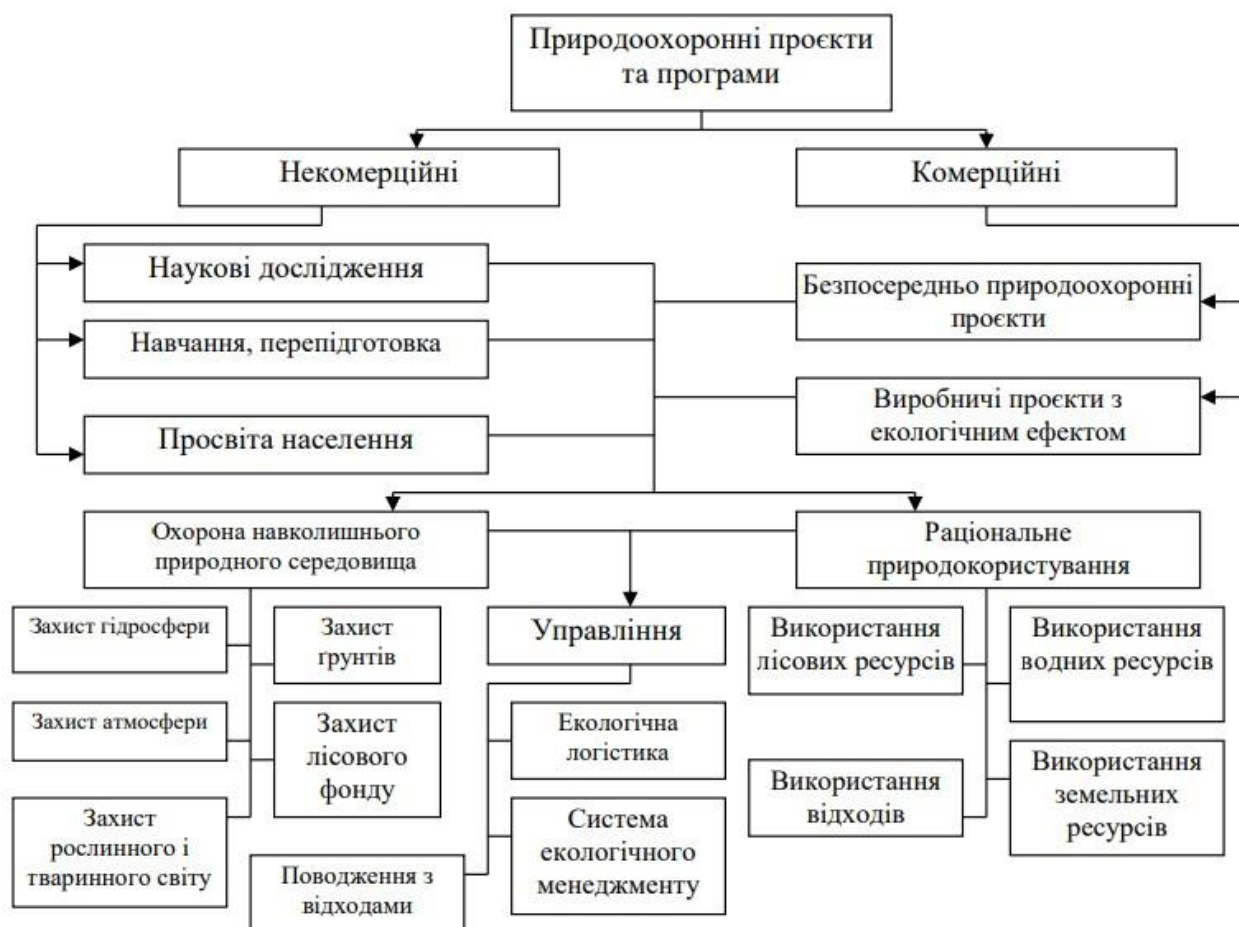 Природоохоронні проєкти
та програми
Некомерційні
Комерційні
Наукові дослідження
Безпосередньо природоохоронні
проєкти
Навчання, перепідготовка
Виробничі проєкти з
екологічним ефектом
Просвіта населення
Охорона навколишнього
природного середовища
Раціональне
природокористування
Захист гідросфери
Захист
ґрунтів
Управління
Використання
лісових ресурсів
Використання
водних ресурсів
Захист атмосфери
Захист
лісового
фонду
Екологічна
логістика
Використання
відходів
Використання
земельних
ресурсів
Захист
рослинного і
тваринного світу
Поводження з
відходами
Система
екологічного
менеджменту